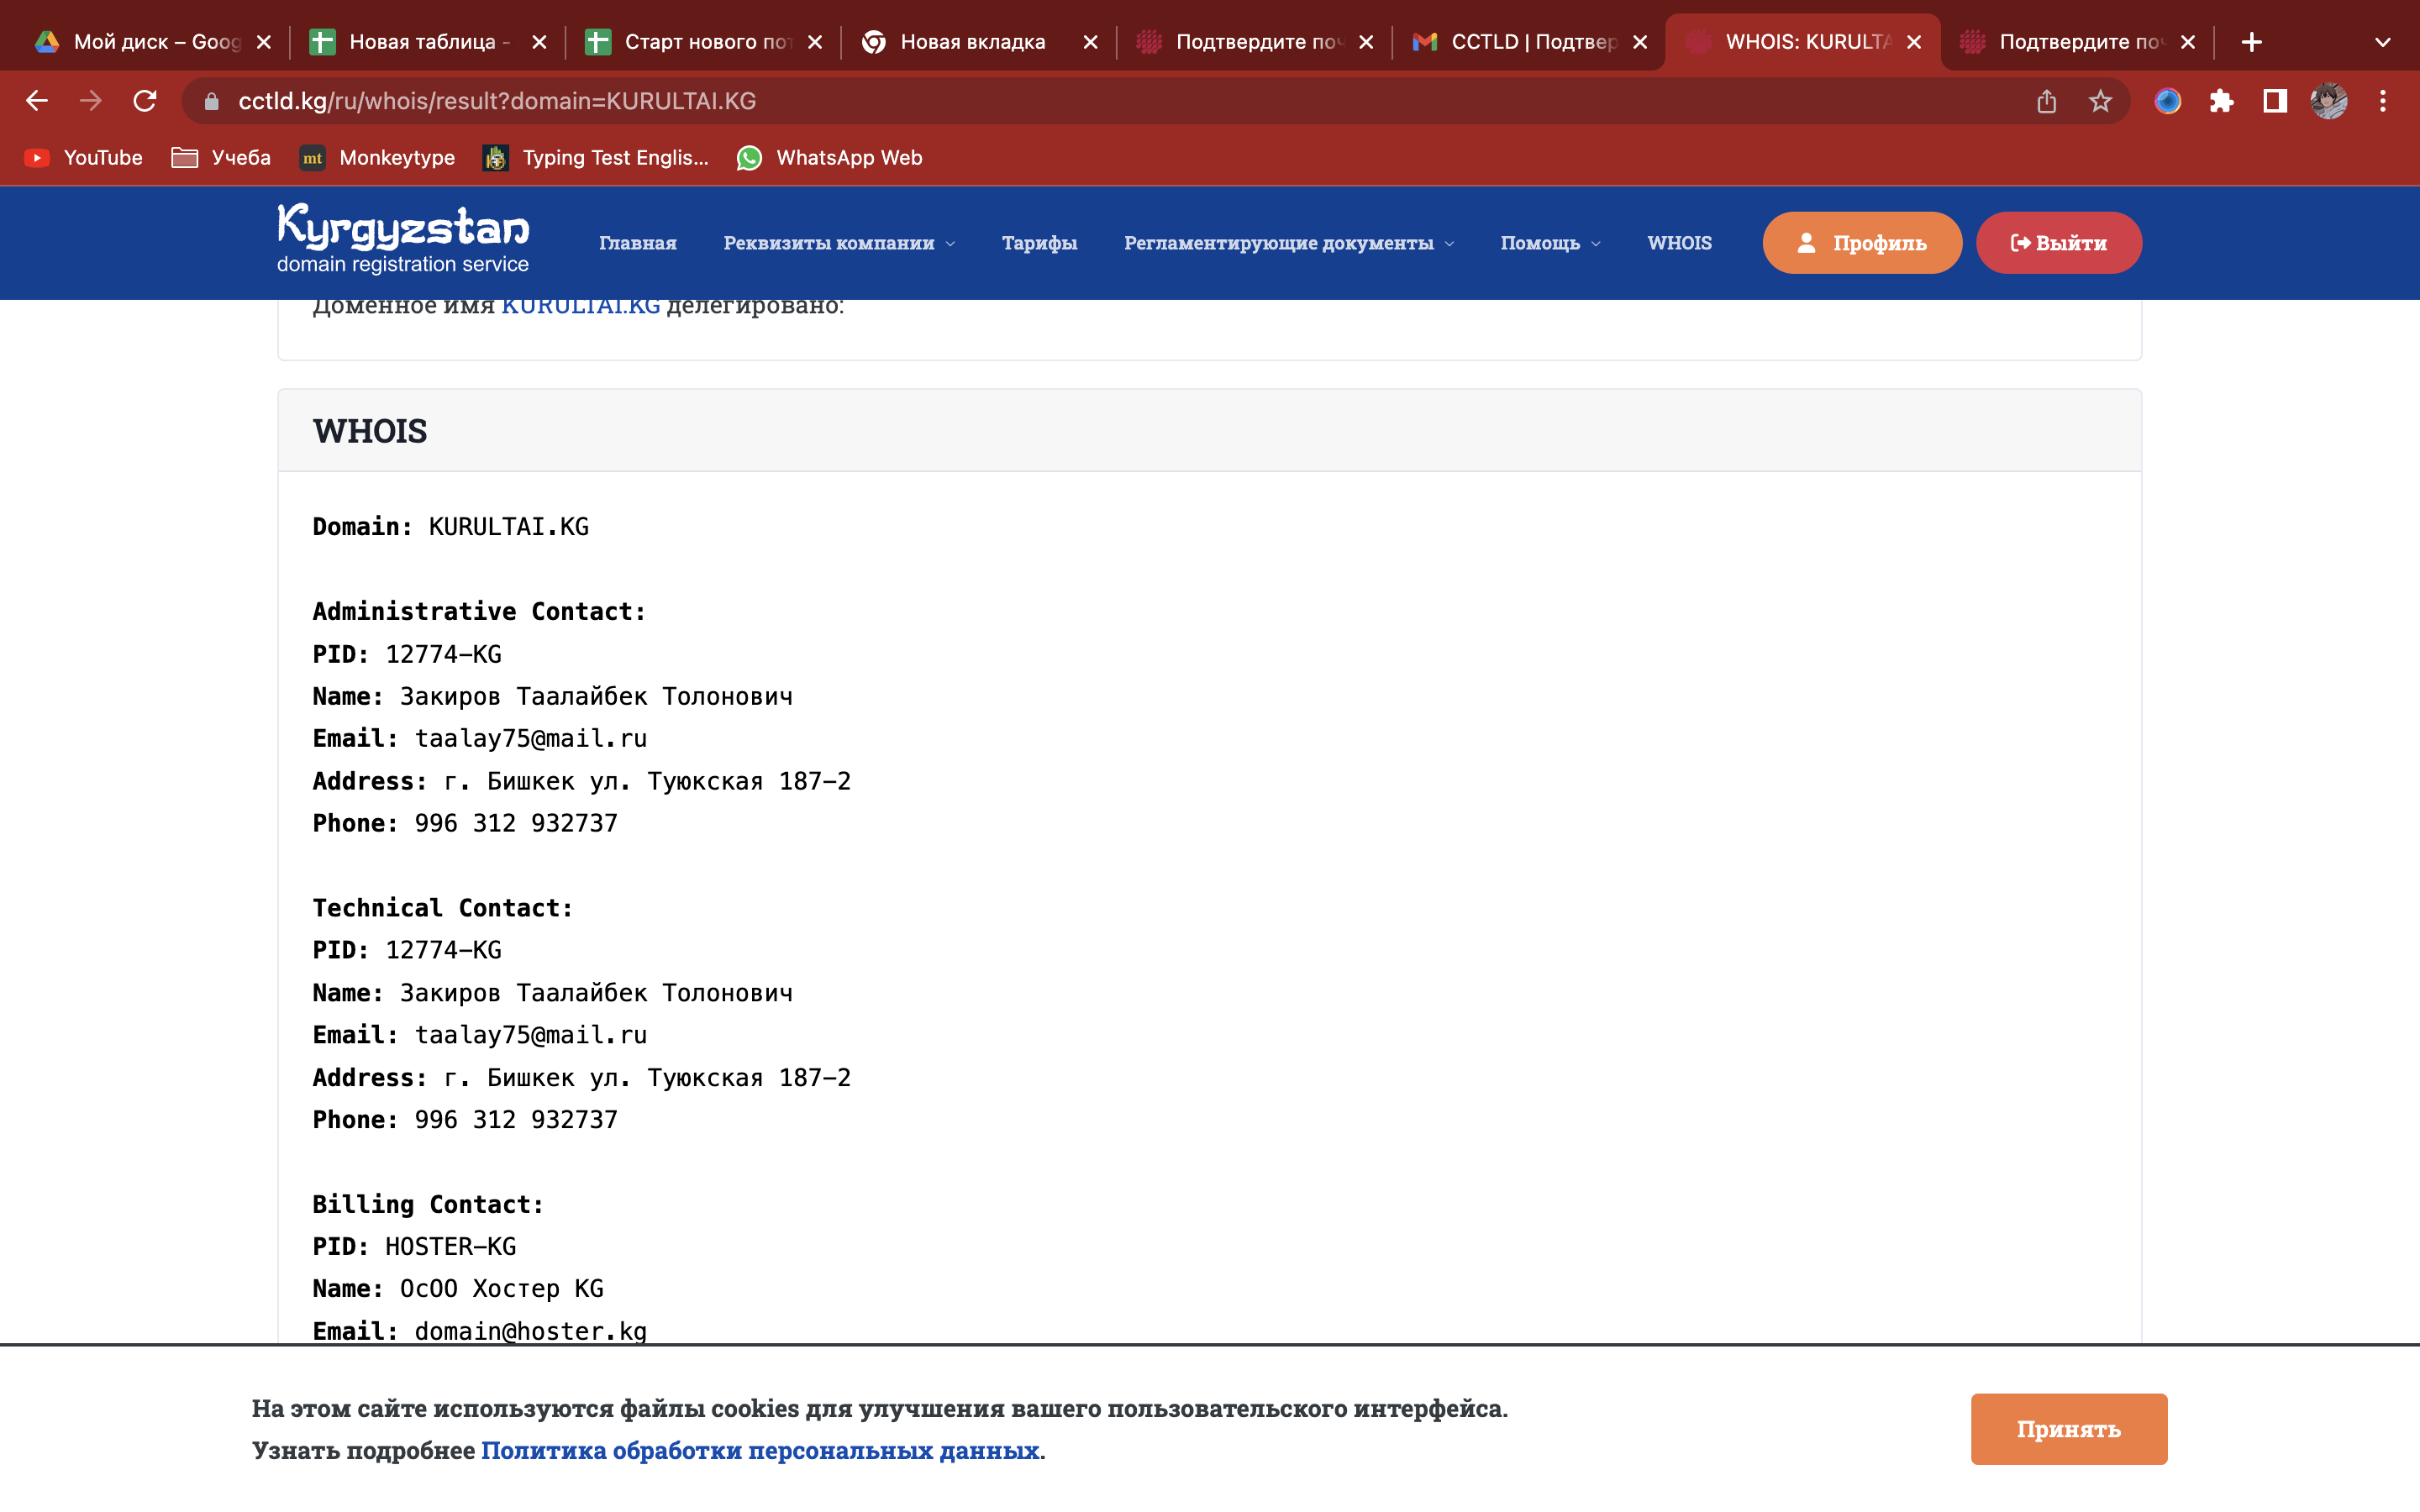 Мой диск – Goog
Новая таблица -
Старт нового пот
Новая вкладка
Подтвердите поч
CCTLD | Подтвер
WHOIS: KURULTA
Подтвердите поч
cctld.kg/ru/whois/result?domain=KURULTAI.KG
YouTube
Учеба
mt Monkeytype
Typing Test Englis...
WhatsApp Web
Kyrgyzstan
domain registration service
Главная
Реквизиты компании
Тарифы
Регламентирующие документы
Помощь
WHOIS
Профиль
Выйти
Доменное имя KURULTAI.KG делегировано:
WHOIS
Domain: KURULTAI.KG
Administrative Contact:
PID: 12774-KG
Name: Закиров Таалайбек Толонович
Email: taalay75@mail.ru
Address: г. Бишкек ул. Туюкская 187-2
Phone: 996 312 932737
Technical Contact:
PID: 12774-KG
Name: Закиров Таалайбек Толонович
Email: taalay75@mail.ru
Address: г. Бишкек ул. Туюкская 187-2
Phone: 996 312 932737
Billing Contact:
PID: HOSTER-KG
Name: ОсОО Хостер KG
Email: domain@hoster.kg
На этом сайте используются файлы cookies для улучшения вашего пользовательского интерфейса.
Узнать подробнее Политика обработки персональных данных.
Принять